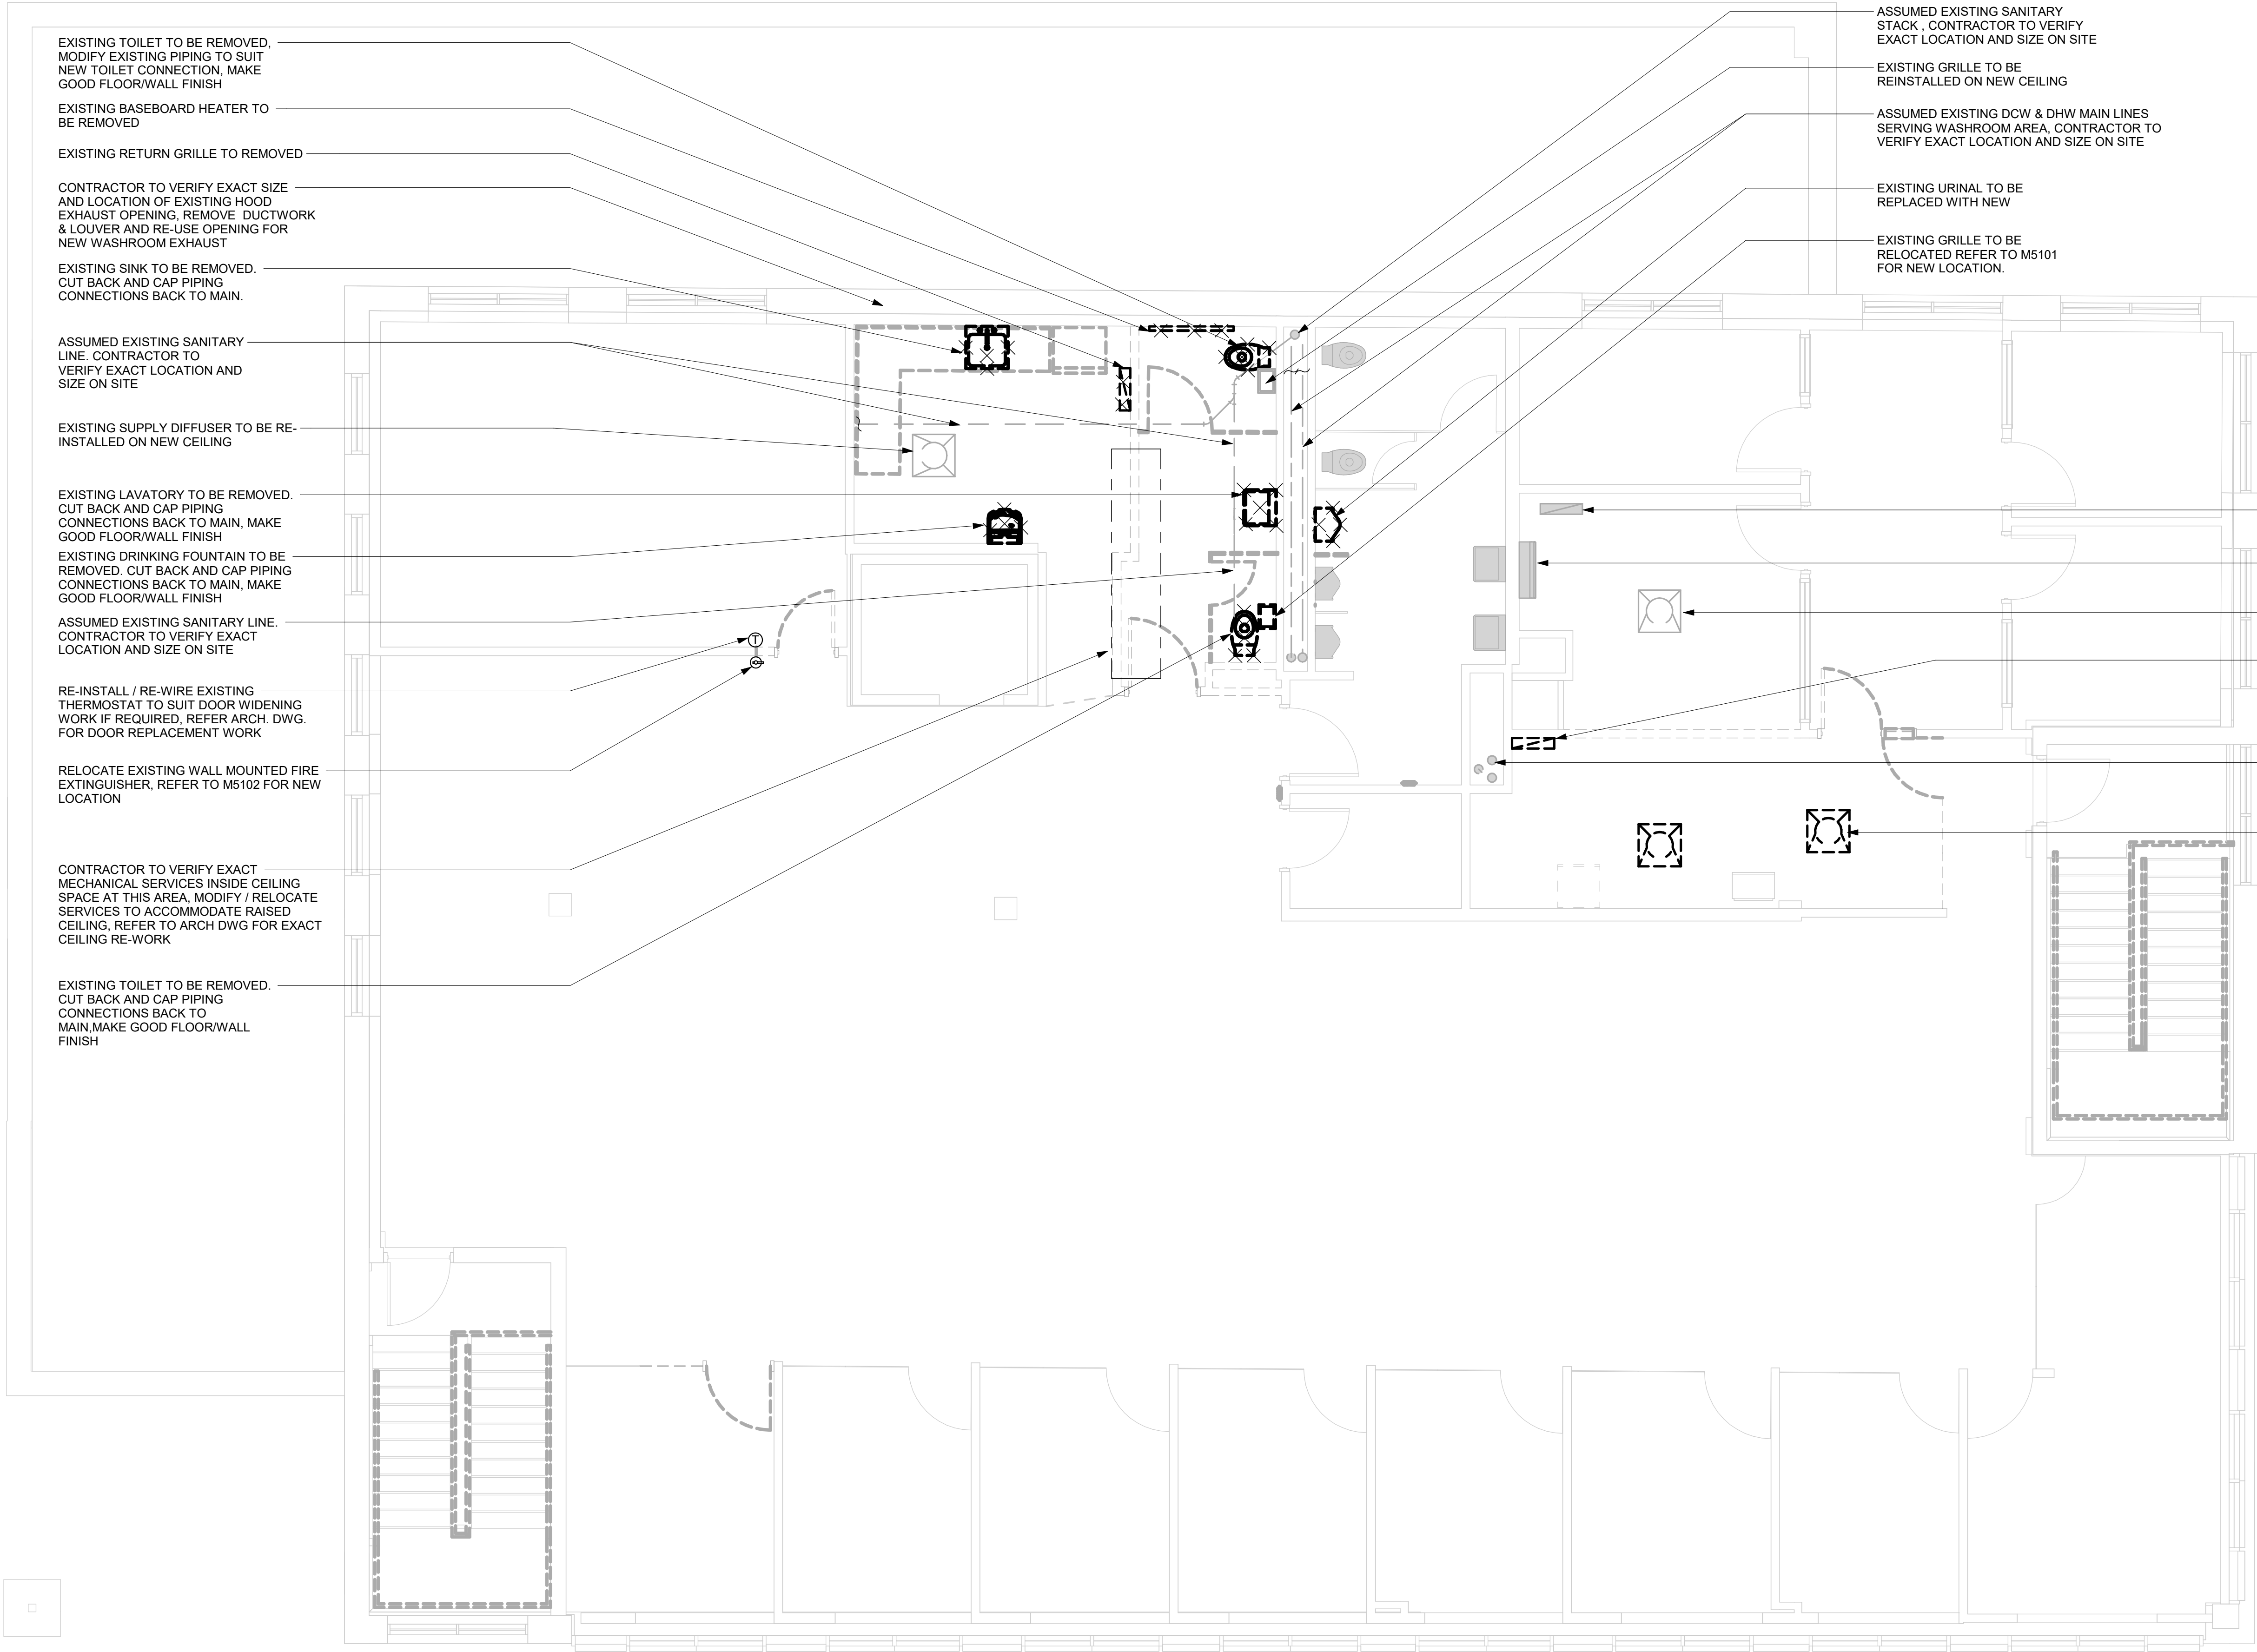 EXISTING TOILET TO BE REMOVED,
MODIFY EXISTING PIPING TO SUIT
NEW TOILET CONNECTION, MAKE
GOOD FLOOR/WALL FINISH
EXISTING BASEBOARD HEATER TO
BE REMOVED
EXISTING RETURN GRILLE TO REMOVED
CONTRACTOR TO VERIFY EXACT SIZE
AND LOCATION OF EXISTING HOOD
EXHAUST OPENING, REMOVE DUCTWORK
& LOUVER AND RE-USE OPENING FOR
NEW WASHROOM EXHAUST
EXISTING SINK TO BE REMOVED.
CUT BACK AND CAP PIPING
CONNECTIONS BACK TO MAIN.
ASSUMED EXISTING SANITARY
LINE. CONTRACTOR TO
VERIFY EXACT LOCATION AND
SIZE ON SITE
EXISTING SUPPLY DIFFUSER TO BE RE-
INSTALLED ON NEW CEILING
EXISTING LAVATORY TO BE REMOVED.
CUT BACK AND CAP PIPING
CONNECTIONS BACK TO MAIN, MAKE
GOOD FLOOR/WALL FINISH
EXISTING DRINKING FOUNTAIN TO BE
REMOVED. CUT BACK AND CAP PIPING
CONNECTIONS BACK TO MAIN, MAKE
GOOD FLOOR/WALL FINISH
ASSUMED EXISTING SANITARY LINE.
CONTRACTOR TO VERIFY EXACT
LOCATION AND SIZE ON SITE
RE-INSTALL / RE-WIRE EXISTING
THERMOSTAT TO SUIT DOOR WIDENING
WORK IF REQUIRED, REFER ARCH. DWG.
FOR DOOR REPLACEMENT WORK
RELOCATE EXISTING WALL MOUNTED FIRE
EXTINGUISHER, REFER TO M5102 FOR NEW
LOCATION
CONTRACTOR TO VERIFY EXACT
MECHANICAL SERVICES INSIDE CEILING
SPACE AT THIS AREA, MODIFY / RELOCATE
SERVICES TO ACCOMMODATE RAISED
CEILING, REFER TO ARCH DWG FOR EXACT
CEILING RE-WORK
EXISTING TOILET TO BE REMOVED.
CUT BACK AND CAP PIPING
CONNECTIONS BACK TO
MAIN,MAKE GOOD FLOOR/WALL
FINISH
T
ASSUMED EXISTING SANITARY
STACK , CONTRACTOR TO VERIFY
EXACT LOCATION AND SIZE ON SITE
EXISTING GRILLE TO BE
REINSTALLED ON NEW CEILING
ASSUMED EXISTING DCW & DHW MAIN LINES
SERVING WASHROOM AREA, CONTRACTOR TO
VERIFY EXACT LOCATION AND SIZE ON SITE
EXISTING URINAL TO BE
REPLACED WITH NEW
EXISTING GRILLE TO BE
RELOCATED REFER TO M5101
FOR NEW LOCATION.